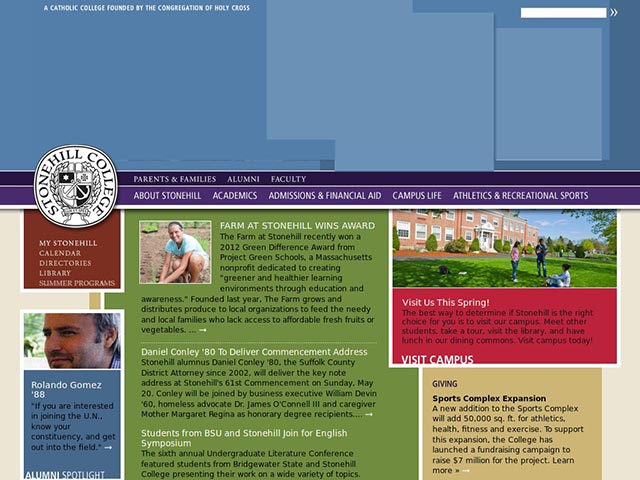 A CATHOLIC COLLEGE FOUNDED BY THE CONGREGATION OF HOLY CROSS
»
STONEHILL COLLEGE
PARENTS & FAMILIES ALUMNI FACULTY
ABOUT STONEHILL ACADEMICS ADMISSIONS & FINANCIAL AID CAMPUS LIFE ATHLETICS & RECREATIONAL SPORTS
MY STONEHILL
CALENDAR
DIRECTORIES
LIBRARY
SUMMER PROGRAMS
Rolando Gomez
'88
"If you are interested
in joining the U.N.,
know your
constituency, and get
out into the field." →
ALUMNI SPOTLIGHT
FARM AT STONEHILL WINS AWARD
The Farm at Stonehill recently won a
2012 Green Difference Award from
Project Green Schools, a Massachusetts
nonprofit dedicated to creating
"greener and healthier learning
environments through education and
awareness." Founded last year, The Farm grows and
distributes produce to local organizations to feed the needy
and local families who lack access to affordable fresh fruits or
vegetables. ... →
Daniel Conley '80 To Deliver Commencement Address
Stonehill alumnus Daniel Conley '80, the Suffolk County
District Attorney since 2002, will deliver the key note
address at Stonehill's 61st Commencement on Sunday, May
20. Conley will be joined by business executive William Devin
'60, homeless advocate Dr. James O'Connell III and caregiver
Mother Margaret Regina as honorary degree recipients.... →
Students from BSU and Stonehill Join for English
Symposium
The sixth annual Undergraduate Literature Conference
featured students from Bridgewater State and Stonehill
College presenting their work on a wide variety of topics.
Visit Us This Spring!
The best way to determine if Stonehill is the right
choice for you is to visit our campus. Meet other
students, take a tour, visit the library, and have
lunch in our dining commons. Visit campus today!
VISIT CAMPUS
GIVING
Sports Complex Expansion
A new addition to the Sports Complex
will add 50,000 sq. ft. for athletics,
health, fitness and exercise. To support
this expansion, the College has
launched a fundraising campaign to
raise $7 million for the project. Learn
more »